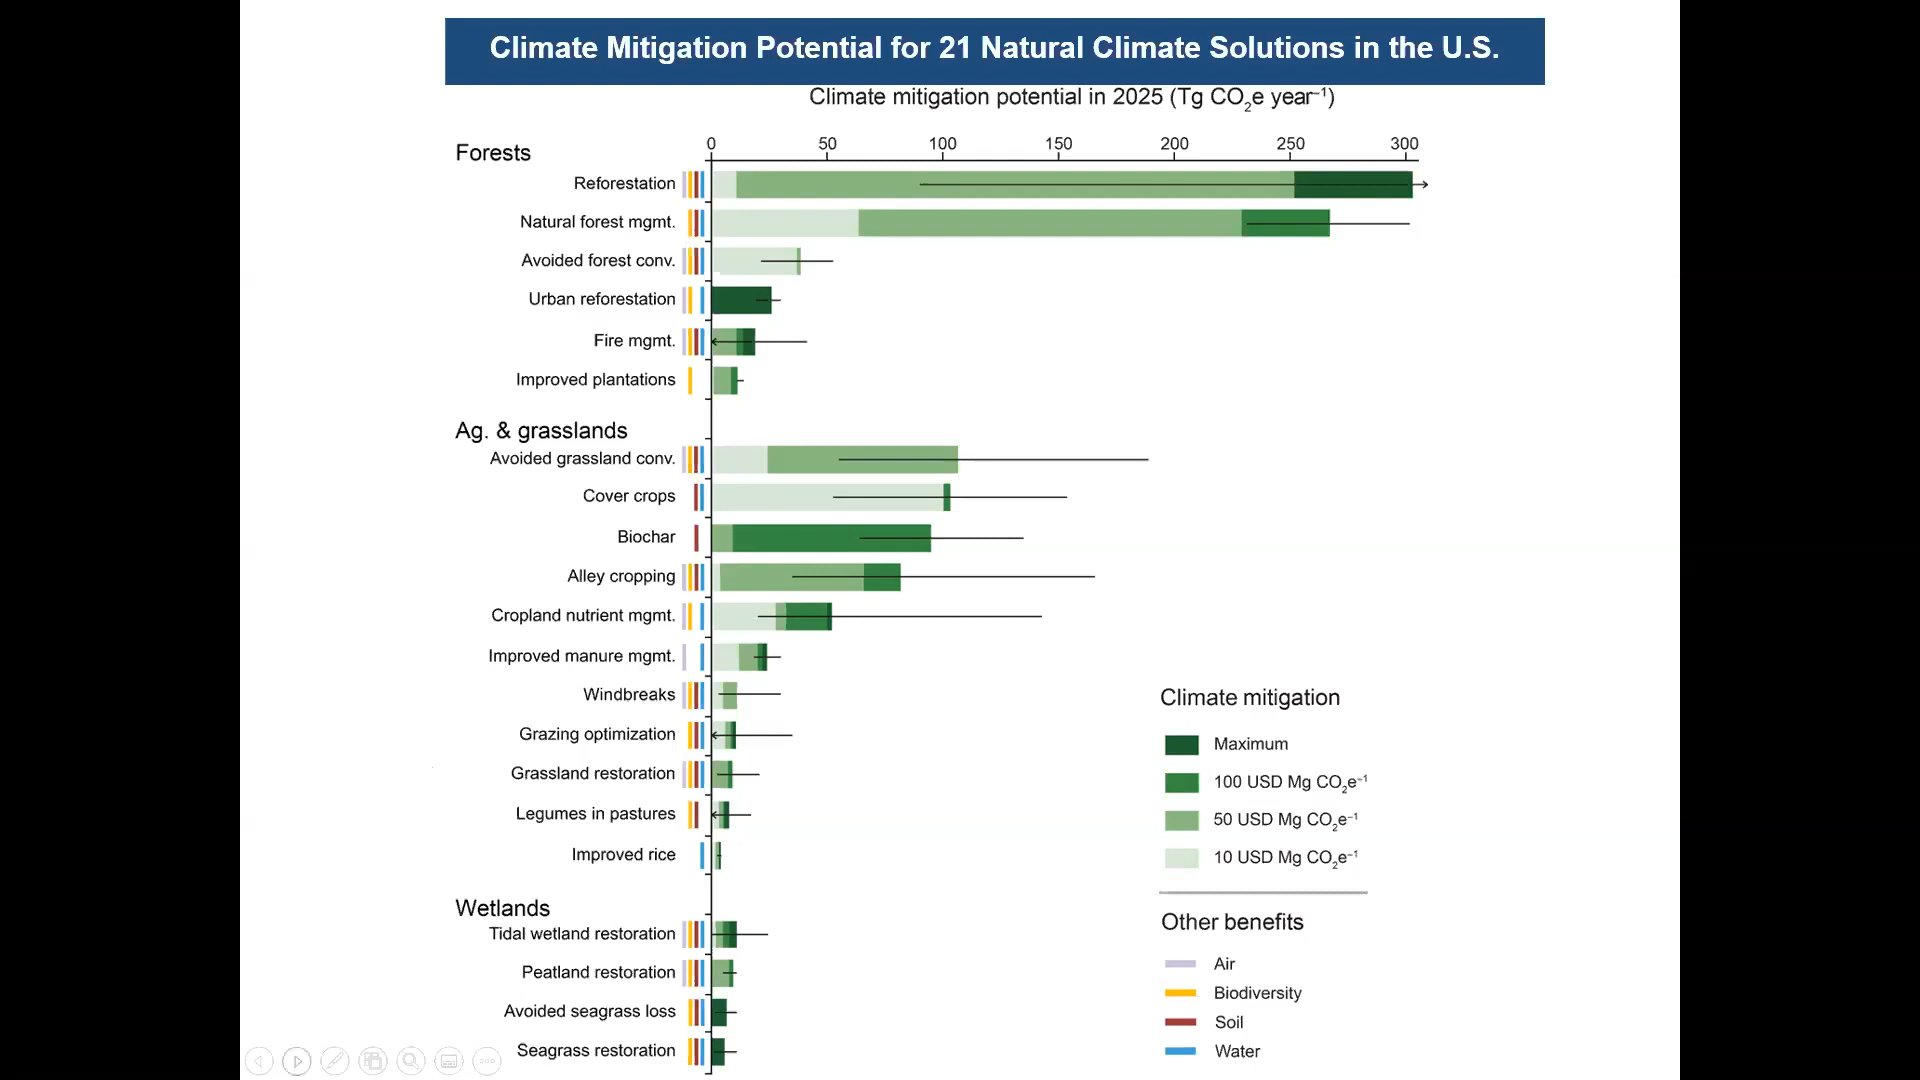 Climate Mitigation Potential for 21 Natural Climate Solutions in the U.S.
Climate mitigation potential in 2025 (Tg CO₂e year⁻¹)
0 50 100 150 200 250 300
Forests
Reforestation
Natural forest mgmt.
Avoided forest conv.
Urban reforestation
Fire mgmt.
Improved plantations
Ag. & grasslands
Avoided grassland conv.
Cover crops
Biochar
Alley cropping
Cropland nutrient mgmt.
Improved manure mgmt.
Windbreaks
Grazing optimization
Grassland restoration
Legumes in pastures
Improved rice
Wetlands
Tidal wetland restoration
Peatland restoration
Avoided seagrass loss
Seagrass restoration
Climate mitigation
Maximum
100 USD Mg CO₂e⁻¹
50 USD Mg CO₂e⁻¹
10 USD Mg CO₂e⁻¹
Other benefits
Air
Biodiversity
Soil
Water